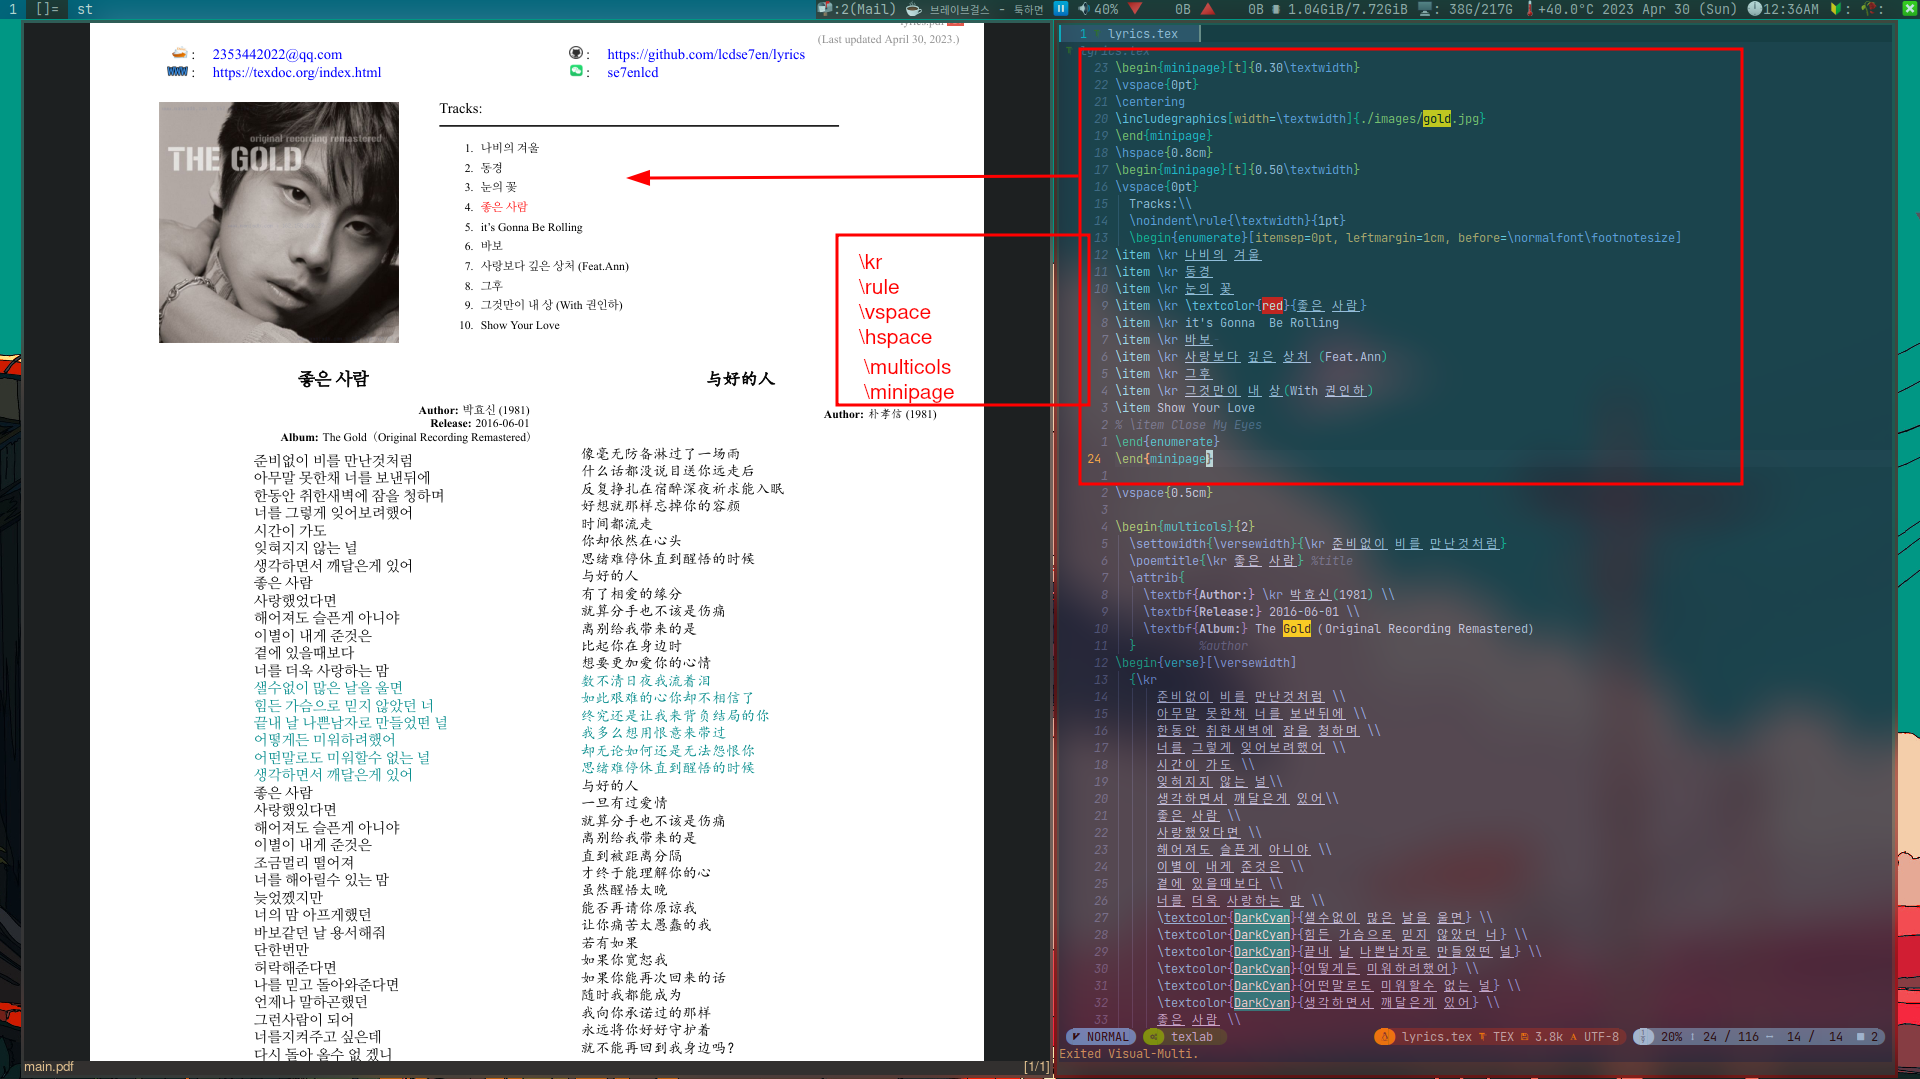 1 []= st
:2(Mail) 브레이브걸스 - 툭하면 40% 0B 0B 1.04GiB/7.72GiB : 38G/217G +40.0°C 2023 Apr 30 (Sun) 12:36AM : :
(Last updated April 30, 2023.)
: 2353442022@qq.com
: https://github.com/lcdse7en/lyrics
WWW : https://texdoc.org/index.html
: se7enlcd
original recording remastered
THE GOLD
Tracks:
1. 나비의 겨울
2. 동경
3. 눈의 꽃
4. 좋은 사람
5. it's Gonna Be Rolling
6. 바보
7. 사랑보다 깊은 상처 (Feat.Ann)
8. 그후
9. 그것만이 내 상 (With 권인하)
10. Show Your Love
좋은 사람
Author: 박효신 (1981)
Release: 2016-06-01
Album: The Gold（Original Recording Remastered）
준비없이 비를 만난것처럼
아무말 못한채 너를 보낸뒤에
한동안 취한새벽에 잠을 청하며
너를 그렇게 잊어보려했어
시간이 가도
잊혀지지 않는 널
생각하면서 깨달은게 있어
좋은 사람
사랑했었다면
헤어져도 슬픈게 아니야
이별이 내게 준것은
곁에 있을때보다
너를 더욱 사랑하는 맘
샐수없이 많은 날을 울면
힘든 가슴으로 믿지 않았던 너
끝내 날 나쁜남자로 만들었떤 널
어떻게든 미워하려했어
어떤말로도 미워할수 없는 널
생각하면서 깨달은게 있어
좋은 사람
사랑했있다면
해어져도 슬픈게 아니야
이별이 내게 준것은
조금멀리 떨어져
너를 해아릴수 있는 맘
늦었껬지만
너의 맘 아프게했던
바보같던 날 용서해줘
단한번만
허락해준다면
나를 믿고 돌아와준다면
언제나 말하곤했던
그런사람이 되어
너를지켜주고 싶은데
다시 돌아 올수 없 겠니
与好的人
Author: 朴孝信 (1981)
像毫无防备淋过了一场雨
什么话都没说目送你远走后
反复挣扎在宿醉深夜祈求能入眠
好想就那样忘掉你的容颜
时间都流走
你却依然在心头
思绪难停休直到醒悟的时候
与好的人
有了相爱的缘分
就算分手也不该是伤痛
离别给我带来的是
比起你在身边时
想要更加爱你的心情
数不清日夜我流着泪
如此艰难的心你却不相信了
终究还是让我来背负结局的你
我多么想用恨意来带过
却无论如何还是无法怨恨你
思绪难停休直到醒悟的时候
与好的人
一旦有过爱情
就算分手也不该是伤痛
离别给我带来的是
直到被距离分隔
才终于能理解你的心
虽然醒悟太晚
能否再请你原谅我
让你痛苦太愚蠢的我
若有如果
如果你宽恕我
如果你能再次回来的话
随时我都能成为
我向你承诺过的那样
永远将你好好守护着
就不能再回到我身边吗?
main.pdf [1/1]
\kr
\rule
\vspace
\hspace
\multicols
\minipage
1 lyrics.tex
lyrics.tex
23 \begin{minipage}[t]{0.30\textwidth}
22 \vspace{0pt}
21 \centering
20 \includegraphics[width=\textwidth]{./images/gold.jpg}
19 \end{minipage}
18 \hspace{0.8cm}
17 \begin{minipage}[t]{0.50\textwidth}
16 \vspace{0pt}
15 Tracks:\\
14 \noindent\rule{\textwidth}{1pt}
13 \begin{enumerate}[itemsep=0pt, leftmargin=1cm, before=\normalfont\footnotesize]
12 \item \kr 나비의 겨울
11 \item \kr 동경
10 \item \kr 눈의 꽃
9 \item \kr \textcolor{red}{좋은 사람}
8 \item \kr it's Gonna Be Rolling
7 \item \kr 바보
6 \item \kr 사랑보다 깊은 상처 (Feat.Ann)
5 \item \kr 그후
4 \item \kr 그것만이 내 상(With 권인하)
3 \item Show Your Love
2 % \item Close My Eyes
1 \end{enumerate}
24 \end{minipage}
1
2 \vspace{0.5cm}
3
4 \begin{multicols}{2}
5 \settowidth{\versewidth}{\kr 준비없이 비를 만난것처럼}
6 \poemtitle{\kr 좋은 사람} %title
7 \attrib{
8 \textbf{Author:} \kr 박효신(1981) \\
9 \textbf{Release:} 2016-06-01 \\
10 \textbf{Album:} The Gold (Original Recording Remastered)
11 } %author
12 \begin{verse}[\versewidth]
13 {\kr
14 준비없이 비를 만난것처럼 \\
15 아무말 못한채 너를 보낸뒤에 \\
16 한동안 취한새벽에 잠을 청하며 \\
17 너를 그렇게 잊어보려했어 \\
18 시간이 가도 \\
19 잊혀지지 않는 널\\
20 생각하면서 깨달은게 있어\\
21 좋은 사람 \\
22 사랑했었다면 \\
23 해어져도 슬픈게 아니야 \\
24 이별이 내게 준것은 \\
25 곁에 있을때보다 \\
26 너를 더욱 사랑하는 맘 \\
27 \textcolor{DarkCyan}{샐수없이 많은 날을 울면} \\
28 \textcolor{DarkCyan}{힘든 가슴으로 믿지 않았던 너} \\
29 \textcolor{DarkCyan}{끝내 날 나쁜남자로 만들었떤 널} \\
30 \textcolor{DarkCyan}{어떻게든 미워하려했어} \\
31 \textcolor{DarkCyan}{어떤말로도 미워할수 없는 널} \\
32 \textcolor{DarkCyan}{생각하면서 깨달은게 있어} \\
33 좋은 사람 \\
NORMAL texlab lyrics.tex TEX 3.8k UTF-8 20% 24 / 116 14 / 14 2
Exited Visual-Multi.